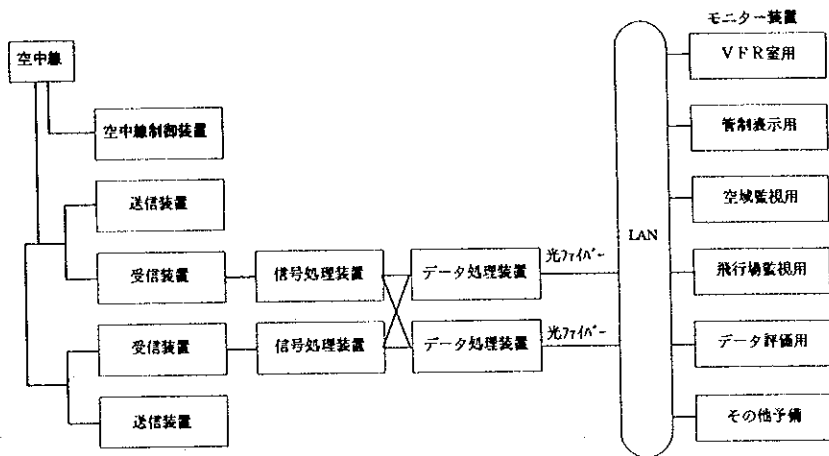 モニター装置
空中線
VFR室用
空中線制御装置
管制表示用
送信装置
空域監視用
LAN
受信装置
信号処理装置
データ処理装置
光ファイバー
飛行場監視用
受信装置
信号処理装置
データ処理装置
光ファイバー
データ評価用
送信装置
その他予備
LAN